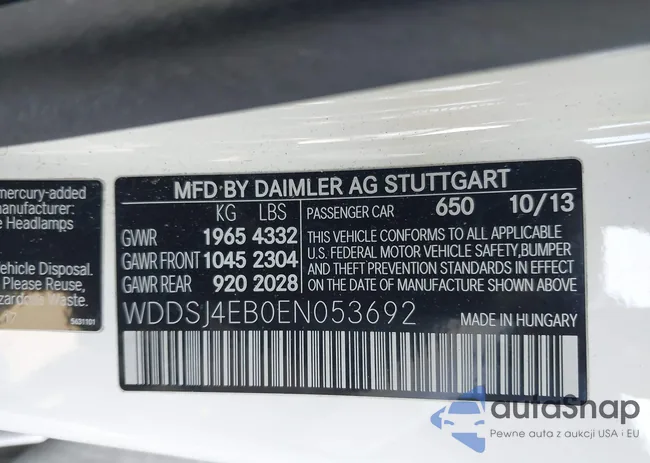 mercury-added
anufacturer:
e Headlamps
ehicle Disposal.
Please Reuse,
zardous Waste.
5631101
MFD BY DAIMLER AG STUTTGART
KG LBS
PASSENGER CAR 650 10/13
GVWR 1965 4332
GAWR FRONT 1045 2304
GAWR REAR 920 2028
THIS VEHICLE CONFORMS TO ALL APPLICABLE
U.S. FEDERAL MOTOR VEHICLE SAFETY,BUMPER
AND THEFT PREVENTION STANDARDS IN EFFECT
ON THE DATE OF MANUFACTURE SHOWN ABOVE
WDDSJ4EB0EN053692
MADE IN HUNGARY
autaSnap
Pewne auta z aukcji USA i EU